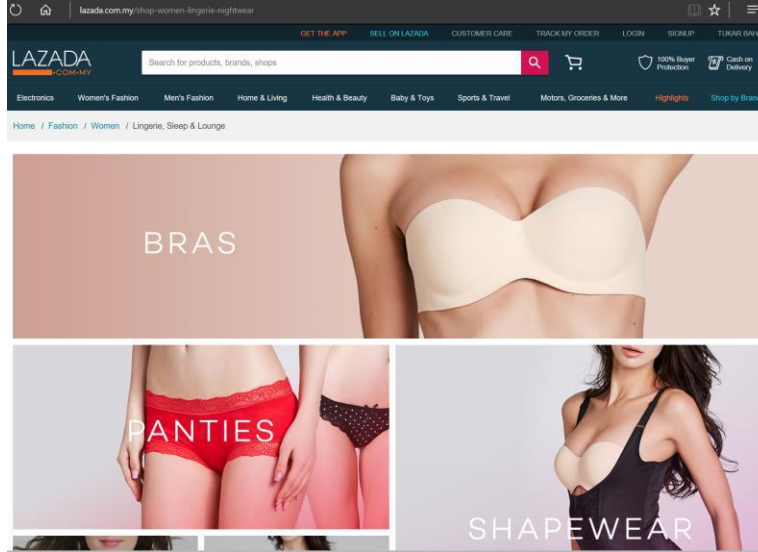 lazada.com.my/shop-women-lingerie-nightwear
GET THE APP SELL ON LAZADA CUSTOMER CARE TRACK MY ORDER LOGIN SIGNUP TUKAR
LAZADA
.COM.MY
Search for products, brands, shops
100% Buyer
Protection
Cash on
Delivery
Electronics Women's Fashion Men's Fashion Home & Living Health & Beauty Baby & Toys Sports & Travel Motors, Groceries & More Highlights Shop by
Home / Fashion / Women / Lingerie, Sleep & Lounge
BRAS
PANTIES
SHAPEWEAR